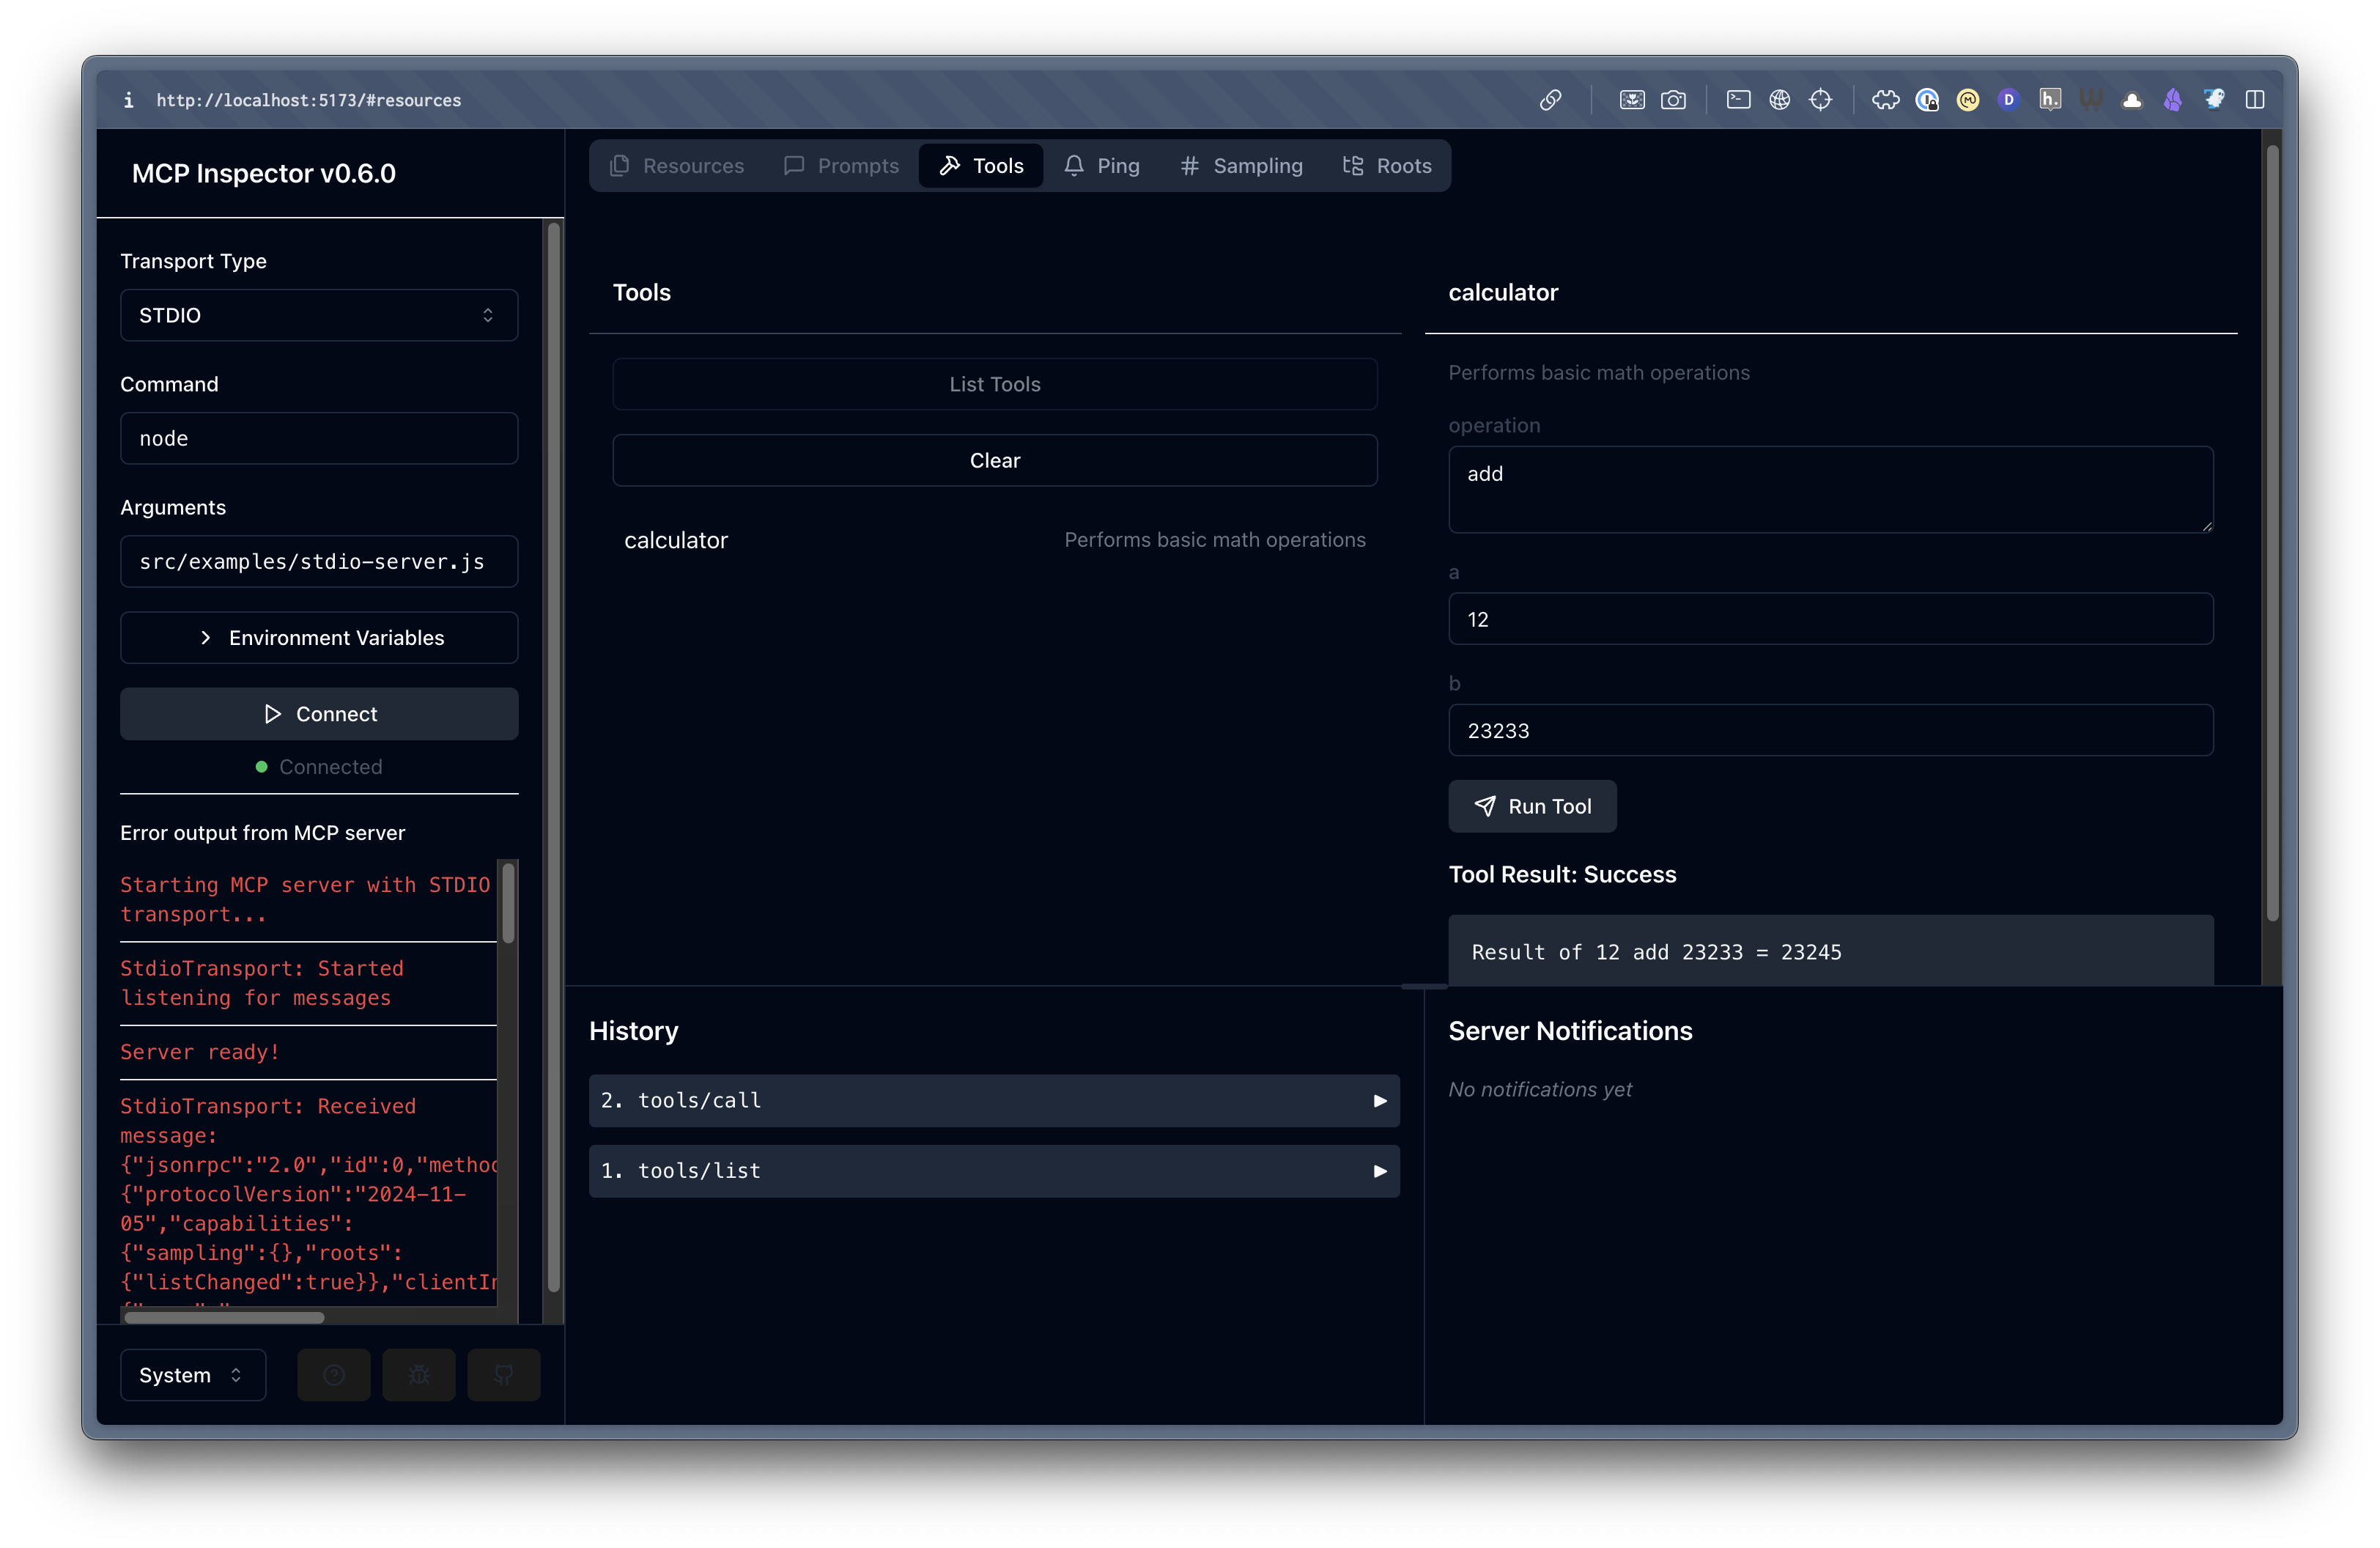 http://localhost:5173/#resources
MCP Inspector v0.6.0
Transport Type
STDIO
Command
node
Arguments
src/examples/stdio-server.js
Environment Variables
Connect
Connected
Error output from MCP server
Starting MCP server with STDIO
transport...
StdioTransport: Started
listening for messages
Server ready!
StdioTransport: Received
message:
{"jsonrpc":"2.0","id":0,"method
{"protocolVersion":"2024-11-
05","capabilities":
{"sampling":{},"roots":
{"listChanged":true}},"clientIn
System
Resources
Prompts
Tools
Ping
Sampling
Roots
Tools
List Tools
Clear
calculator
Performs basic math operations
calculator
Performs basic math operations
operation
add
a
12
b
23233
Run Tool
Tool Result: Success
Result of 12 add 23233 = 23245
History
2. tools/call
1. tools/list
Server Notifications
No notifications yet